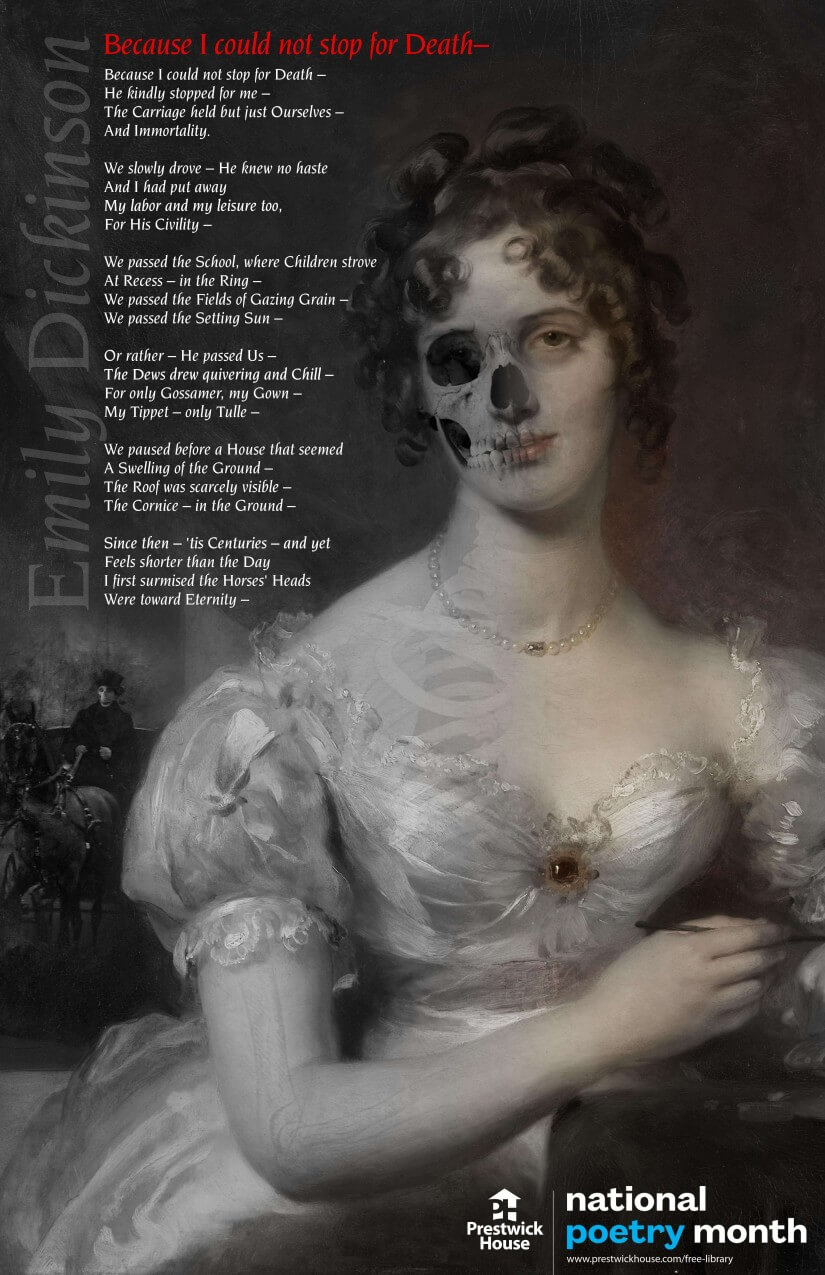 Emily Dickinson
Because I could not stop for Death–
Because I could not stop for Death –
He kindly stopped for me –
The Carriage held but just Ourselves –
And Immortality.
We slowly drove – He knew no haste
And I had put away
My labor and my leisure too,
For His Civility –
We passed the School, where Children strove
At Recess – in the Ring –
We passed the Fields of Gazing Grain –
We passed the Setting Sun –
Or rather – He passed Us –
The Dews drew quivering and Chill –
For only Gossamer, my Gown –
My Tippet – only Tulle –
We paused before a House that seemed
A Swelling of the Ground –
The Roof was scarcely visible –
The Cornice – in the Ground –
Since then – 'tis Centuries – and yet
Feels shorter than the Day
I first surmised the Horses' Heads
Were toward Eternity –
Prestwick
House
national
poetry month
www.prestwickhouse.com/free-library